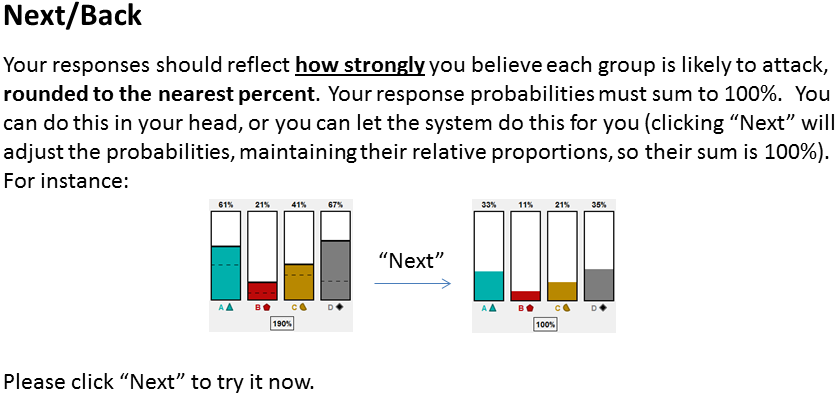 Next/Back
Your responses should reflect how strongly you believe each group is likely to attack,
rounded to the nearest percent. Your response probabilities must sum to 100%. You
can do this in your head, or you can let the system do this for you (clicking “Next” will
adjust the probabilities, maintaining their relative proportions, so their sum is 100%).
For instance:
61% 21% 41% 67%
33% 11% 21% 35%
“Next”
A B C D
A B C D
190%
100%
Please click “Next” to try it now.